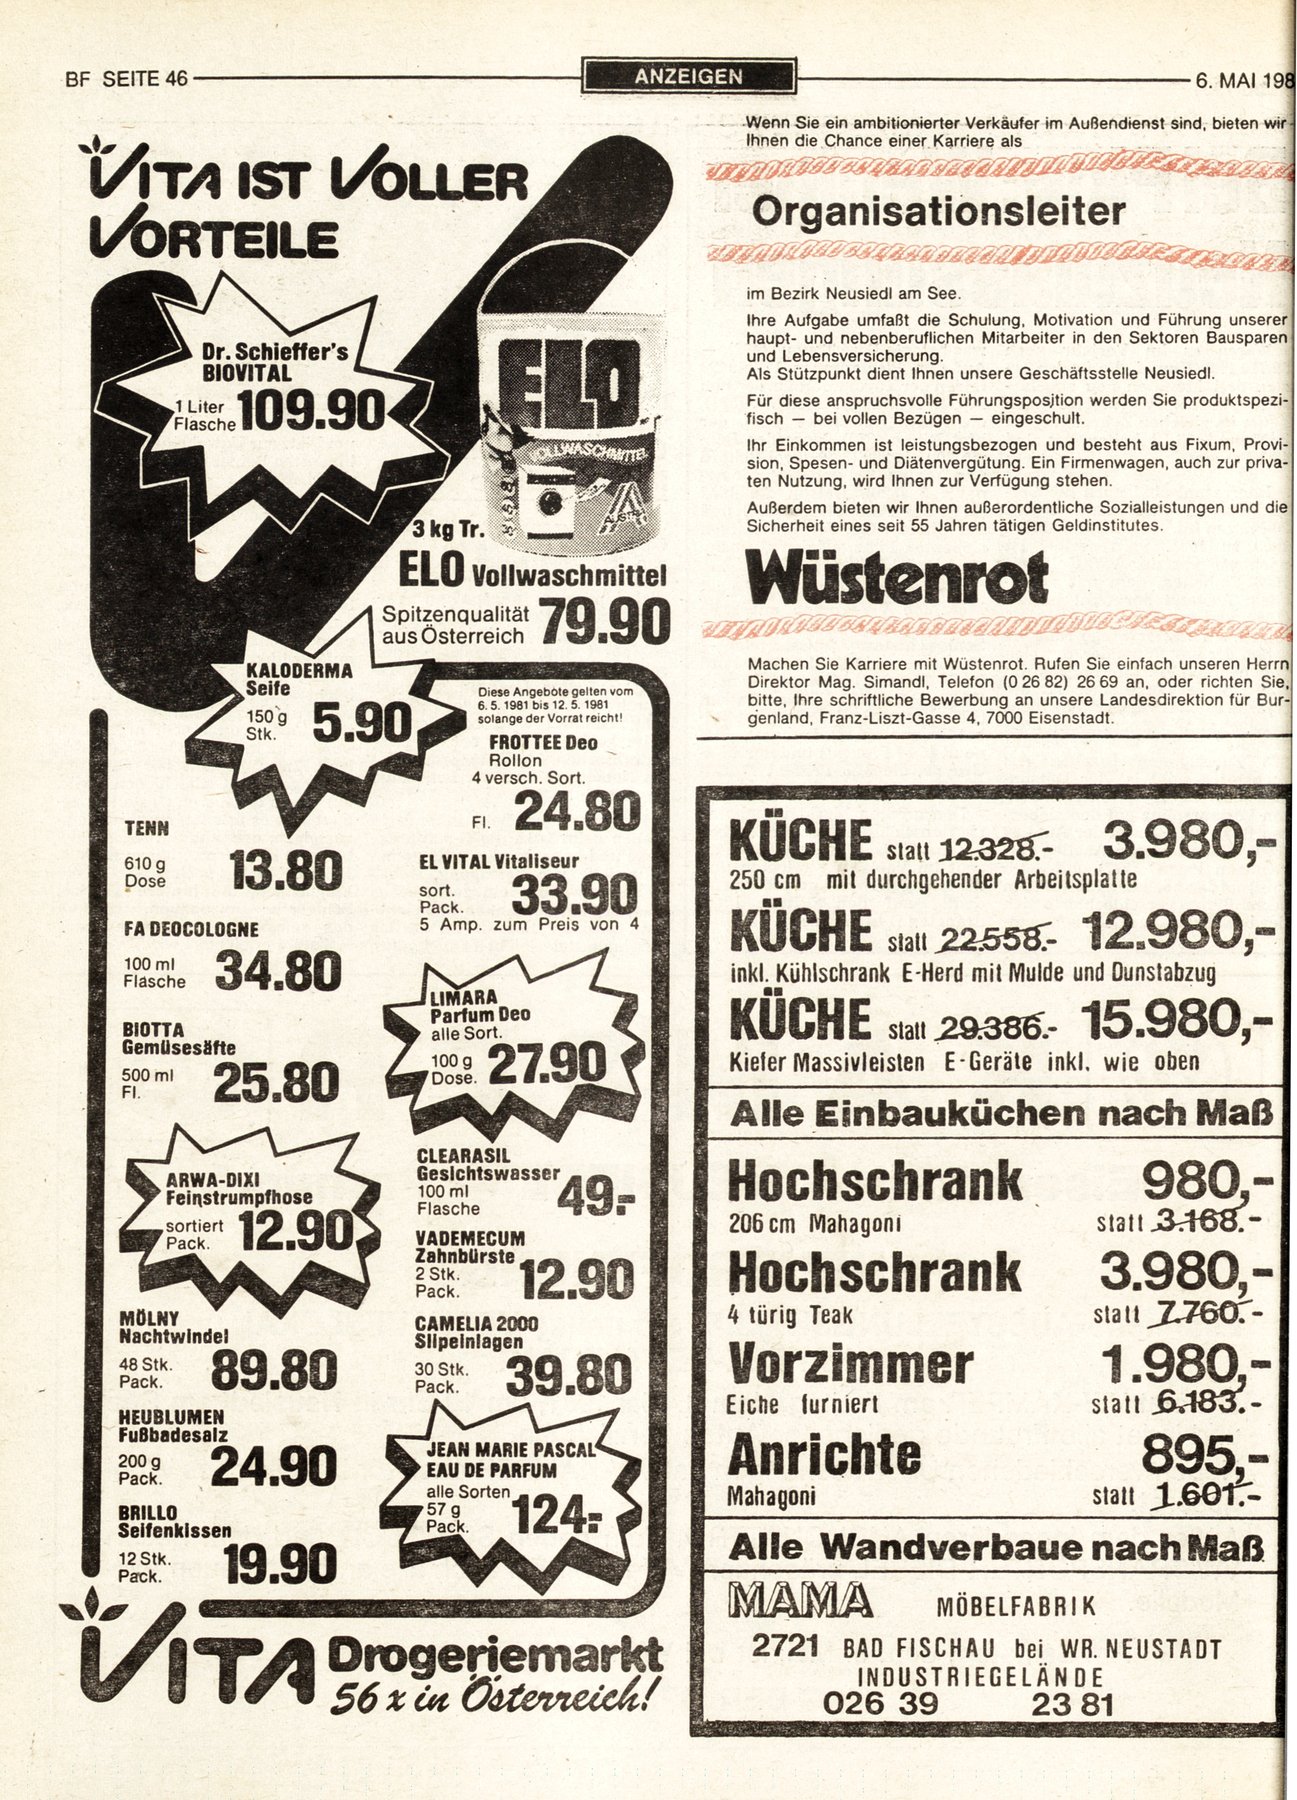 BF SEITE 46
ANZEIGEN
6. MAI 198
VITA IST VOLLER
VORTEILE
Dr. Schieffer's
BIOVITAL
1 Liter
Flasche 109.90
ELO
VOLLWASCHMITTEL
AUSTRIA
3 kg Tr.
ELO Vollwaschmittel
Spitzenqualität
aus Österreich 79.90
KALODERMA
Seife
150 g
Stk. 5.90
Diese Angebote gelten vom
6. 5. 1981 bis 12. 5. 1981
solange der Vorrat reicht!
FROTTEE Deo
Rollon
4 versch. Sort.
Fl. 24.80
TENN
610 g
Dose 13.80
EL VITAL Vitaliseur
sort.
Pack. 33.90
5 Amp. zum Preis von 4
FA DEOCOLOGNE
100 ml
Flasche 34.80
LIMARA
Parfum Deo
alle Sort.
100 g
Dose. 27.90
BIOTTA
Gemüsesäfte
500 ml
Fl. 25.80
ARWA-DIXI
Feinstrumpfhose
sortiert
Pack. 12.90
CLEARASIL
Gesichtswasser
100 ml
Flasche 49.-
VADEMECUM
Zahnbürste
2 Stk.
Pack. 12.90
MÖLNY
Nachtwindel
48 Stk.
Pack. 89.80
CAMELIA 2000
Slipeinlagen
30 Stk.
Pack. 39.80
HEUBLUMEN
Fußbadesalz
200 g
Pack. 24.90
JEAN MARIE PASCAL
EAU DE PARFUM
alle Sorten
57 g
Pack. 124.-
BRILLO
Seifenkissen
12 Stk.
Pack. 19.90
VITA Drogeriemarkt
56 x in Österreich!
Wenn Sie ein ambitionierter Verkäufer im Außendienst sind, bieten wir
Ihnen die Chance einer Karriere als
Organisationsleiter
im Bezirk Neusiedl am See.
Ihre Aufgabe umfaßt die Schulung, Motivation und Führung unserer
haupt- und nebenberuflichen Mitarbeiter in den Sektoren Bausparen
und Lebensversicherung.
Als Stützpunkt dient Ihnen unsere Geschäftsstelle Neusiedl.
Für diese anspruchsvolle Führungsposition werden Sie produktspezi-
fisch — bei vollen Bezügen — eingeschult.
Ihr Einkommen ist leistungsbezogen und besteht aus Fixum, Provi-
sion, Spesen- und Diätenvergütung. Ein Firmenwagen, auch zur priva-
ten Nutzung, wird Ihnen zur Verfügung stehen.
Außerdem bieten wir Ihnen außerordentliche Sozialleistungen und die
Sicherheit eines seit 55 Jahren tätigen Geldinstitutes.
Wüstenrot
Machen Sie Karriere mit Wüstenrot. Rufen Sie einfach unseren Herrn
Direktor Mag. Simandl, Telefon (0 26 82) 26 69 an, oder richten Sie,
bitte, Ihre schriftliche Bewerbung an unsere Landesdirektion für Bur-
genland, Franz-Liszt-Gasse 4, 7000 Eisenstadt.
KÜCHE statt 12.328.- 3.980,-
250 cm mit durchgehender Arbeitsplatte
KÜCHE statt 22.558.- 12.980,-
inkl. Kühlschrank E-Herd mit Mulde und Dunstabzug
KÜCHE statt 29.386.- 15.980,-
Kiefer Massivleisten E-Geräte inkl. wie oben
Alle Einbauküchen nach Maß
Hochschrank 980,-
206 cm Mahagoni statt 3.168.-
Hochschrank 3.980,-
4 türig Teak statt 7.760.-
Vorzimmer 1.980,-
Eiche furniert statt 6.183.-
Anrichte 895,-
Mahagoni statt 1.601.-
Alle Wandverbaue nach Maß
MAMA MÖBELFABRIK
2721 BAD FISCHAU bei WR. NEUSTADT
INDUSTRIEGELÄNDE
026 39 23 81